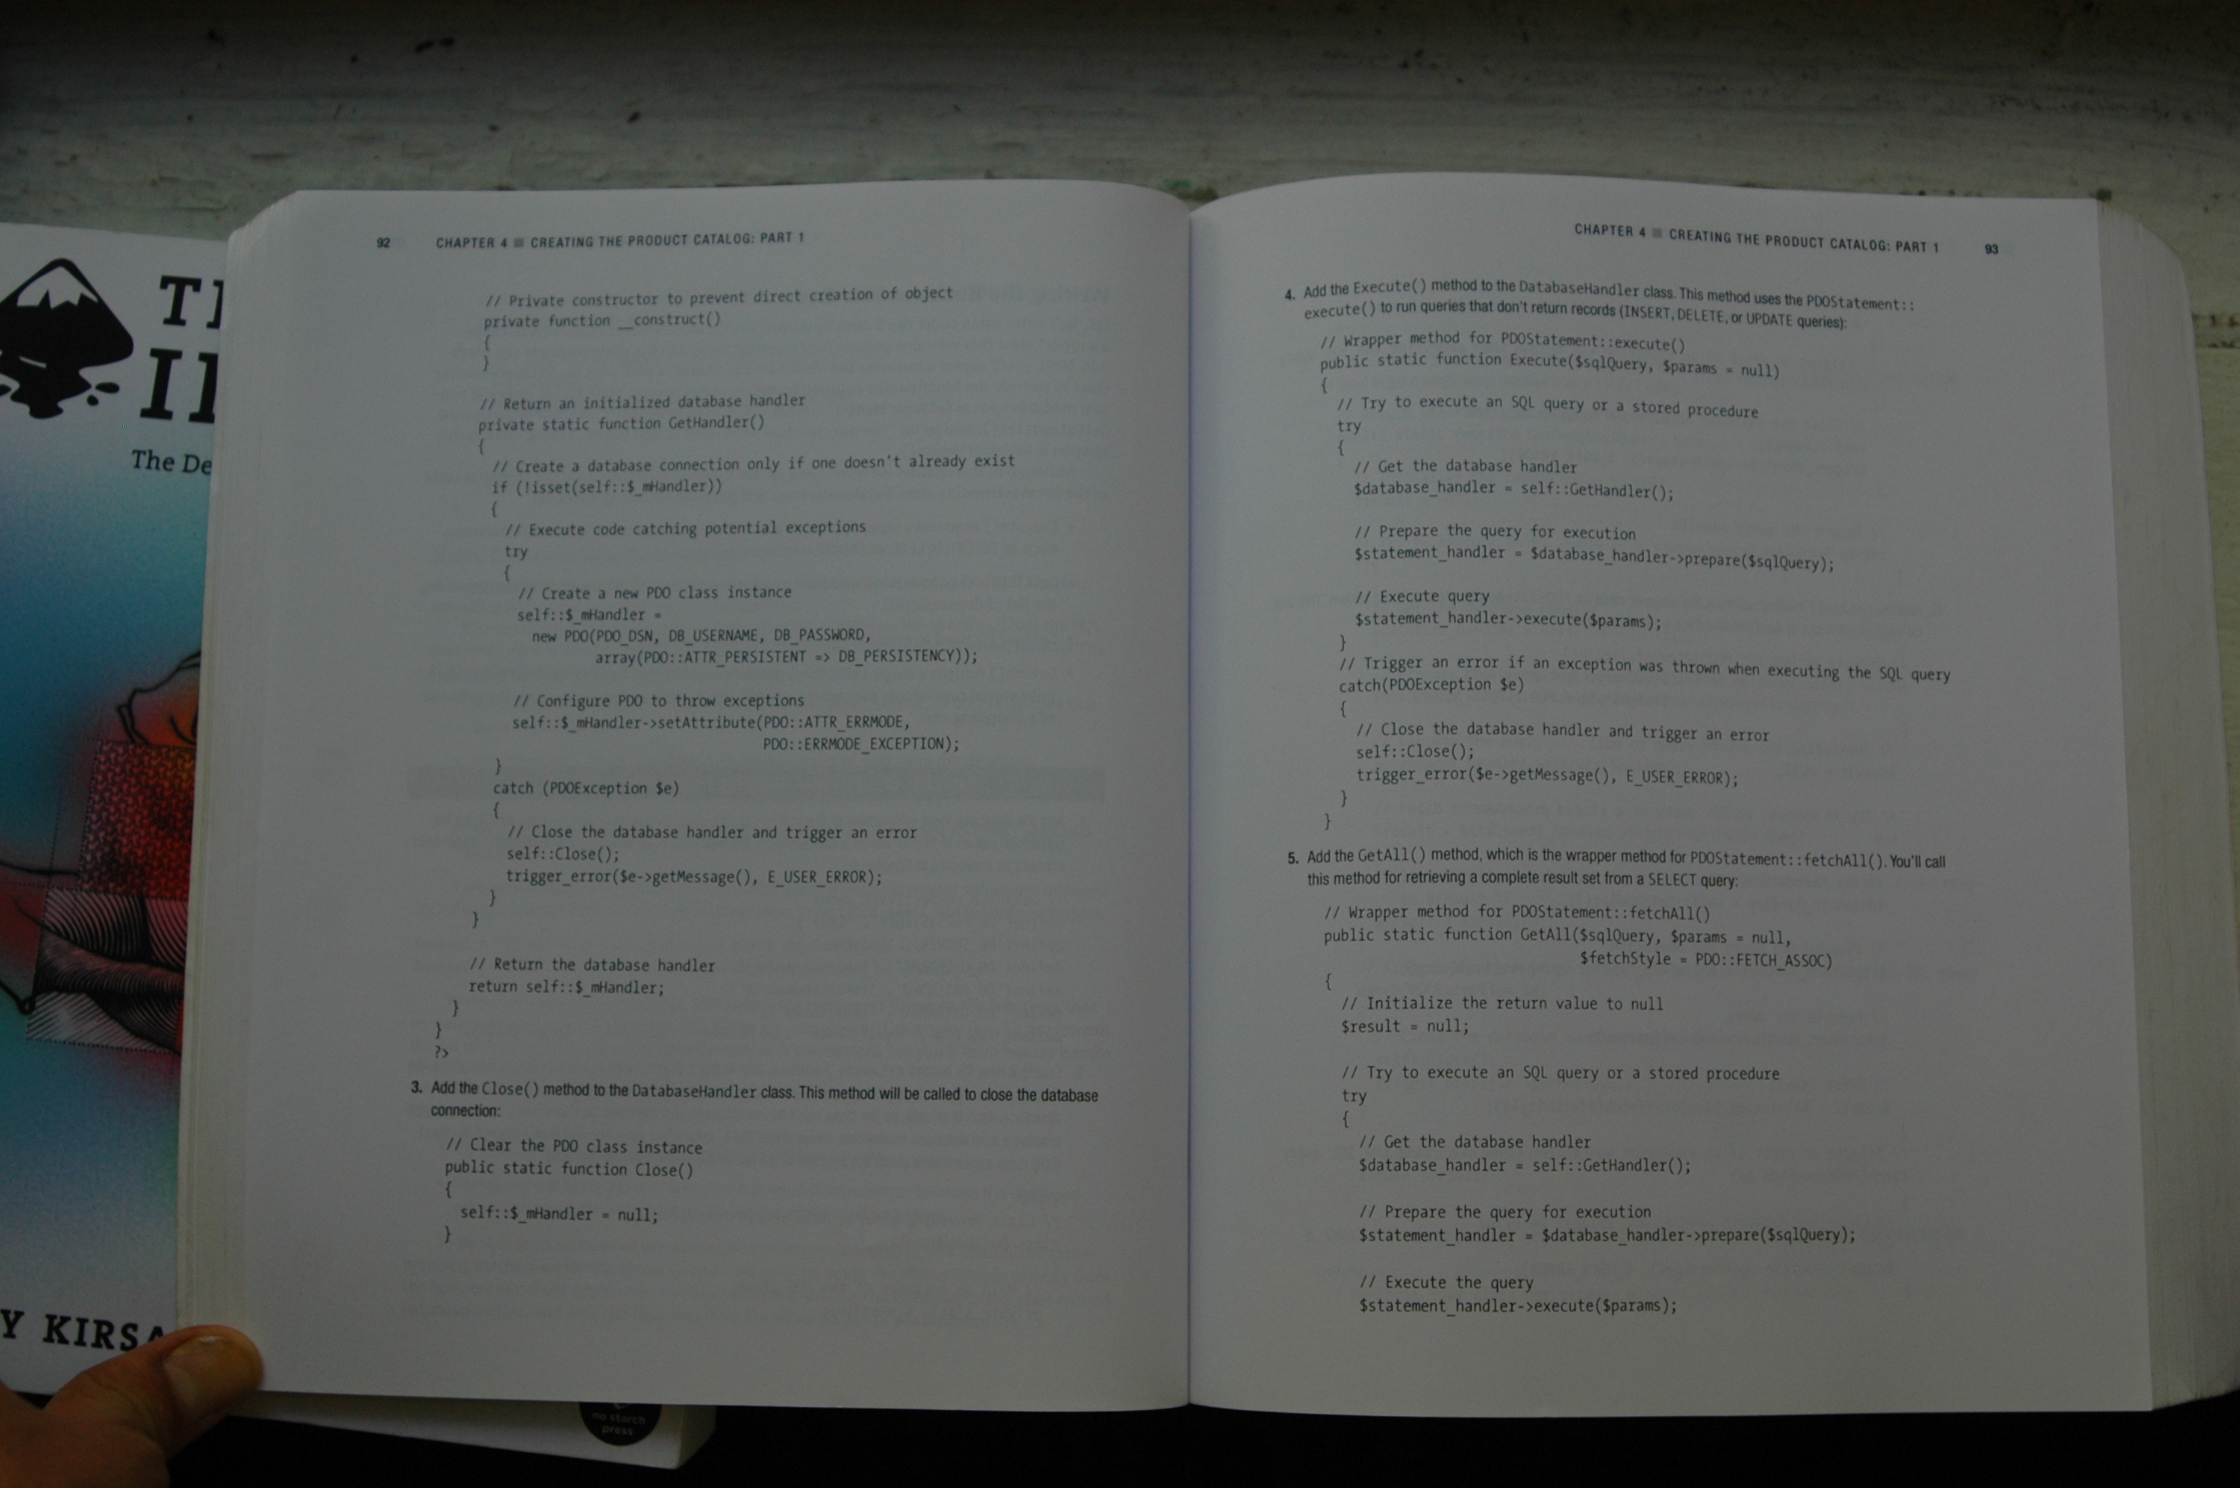 92 CHAPTER 4 ■ CREATING THE PRODUCT CATALOG: PART 1
// Private constructor to prevent direct creation of object
private function __construct()
{
}
// Return an initialized database handler
private static function GetHandler()
{
// Create a database connection only if one doesn't already exist
if (!isset(self::$_mHandler))
{
// Execute code catching potential exceptions
try
{
// Create a new PDO class instance
self::$_mHandler =
new PDO(PDO_DSN, DB_USERNAME, DB_PASSWORD,
array(PDO::ATTR_PERSISTENT => DB_PERSISTENCY));
// Configure PDO to throw exceptions
self::$_mHandler->setAttribute(PDO::ATTR_ERRMODE,
PDO::ERRMODE_EXCEPTION);
}
catch (PDOException $e)
{
// Close the database handler and trigger an error
self::Close();
trigger_error($e->getMessage(), E_USER_ERROR);
}
}
// Return the database handler
return self::$_mHandler;
}
}
?>
3. Add the Close() method to the DatabaseHandler class. This method will be called to close the database
connection:
// Clear the PDO class instance
public static function Close()
{
self::$_mHandler = null;
}
CHAPTER 4 ■ CREATING THE PRODUCT CATALOG: PART 1 93
4. Add the Execute() method to the DatabaseHandler class. This method uses the PDOStatement::
execute() to run queries that don't return records (INSERT, DELETE, or UPDATE queries):
// Wrapper method for PDOStatement::execute()
public static function Execute($sqlQuery, $params = null)
{
// Try to execute an SQL query or a stored procedure
try
{
// Get the database handler
$database_handler = self::GetHandler();
// Prepare the query for execution
$statement_handler = $database_handler->prepare($sqlQuery);
// Execute query
$statement_handler->execute($params);
}
// Trigger an error if an exception was thrown when executing the SQL query
catch(PDOException $e)
{
// Close the database handler and trigger an error
self::Close();
trigger_error($e->getMessage(), E_USER_ERROR);
}
}
5. Add the GetAll() method, which is the wrapper method for PDOStatement::fetchAll(). You'll call
this method for retrieving a complete result set from a SELECT query:
// Wrapper method for PDOStatement::fetchAll()
public static function GetAll($sqlQuery, $params = null,
$fetchStyle = PDO::FETCH_ASSOC)
{
// Initialize the return value to null
$result = null;
// Try to execute an SQL query or a stored procedure
try
{
// Get the database handler
$database_handler = self::GetHandler();
// Prepare the query for execution
$statement_handler = $database_handler->prepare($sqlQuery);
// Execute the query
$statement_handler->execute($params);
The De
Y KIRSA
no starch
press